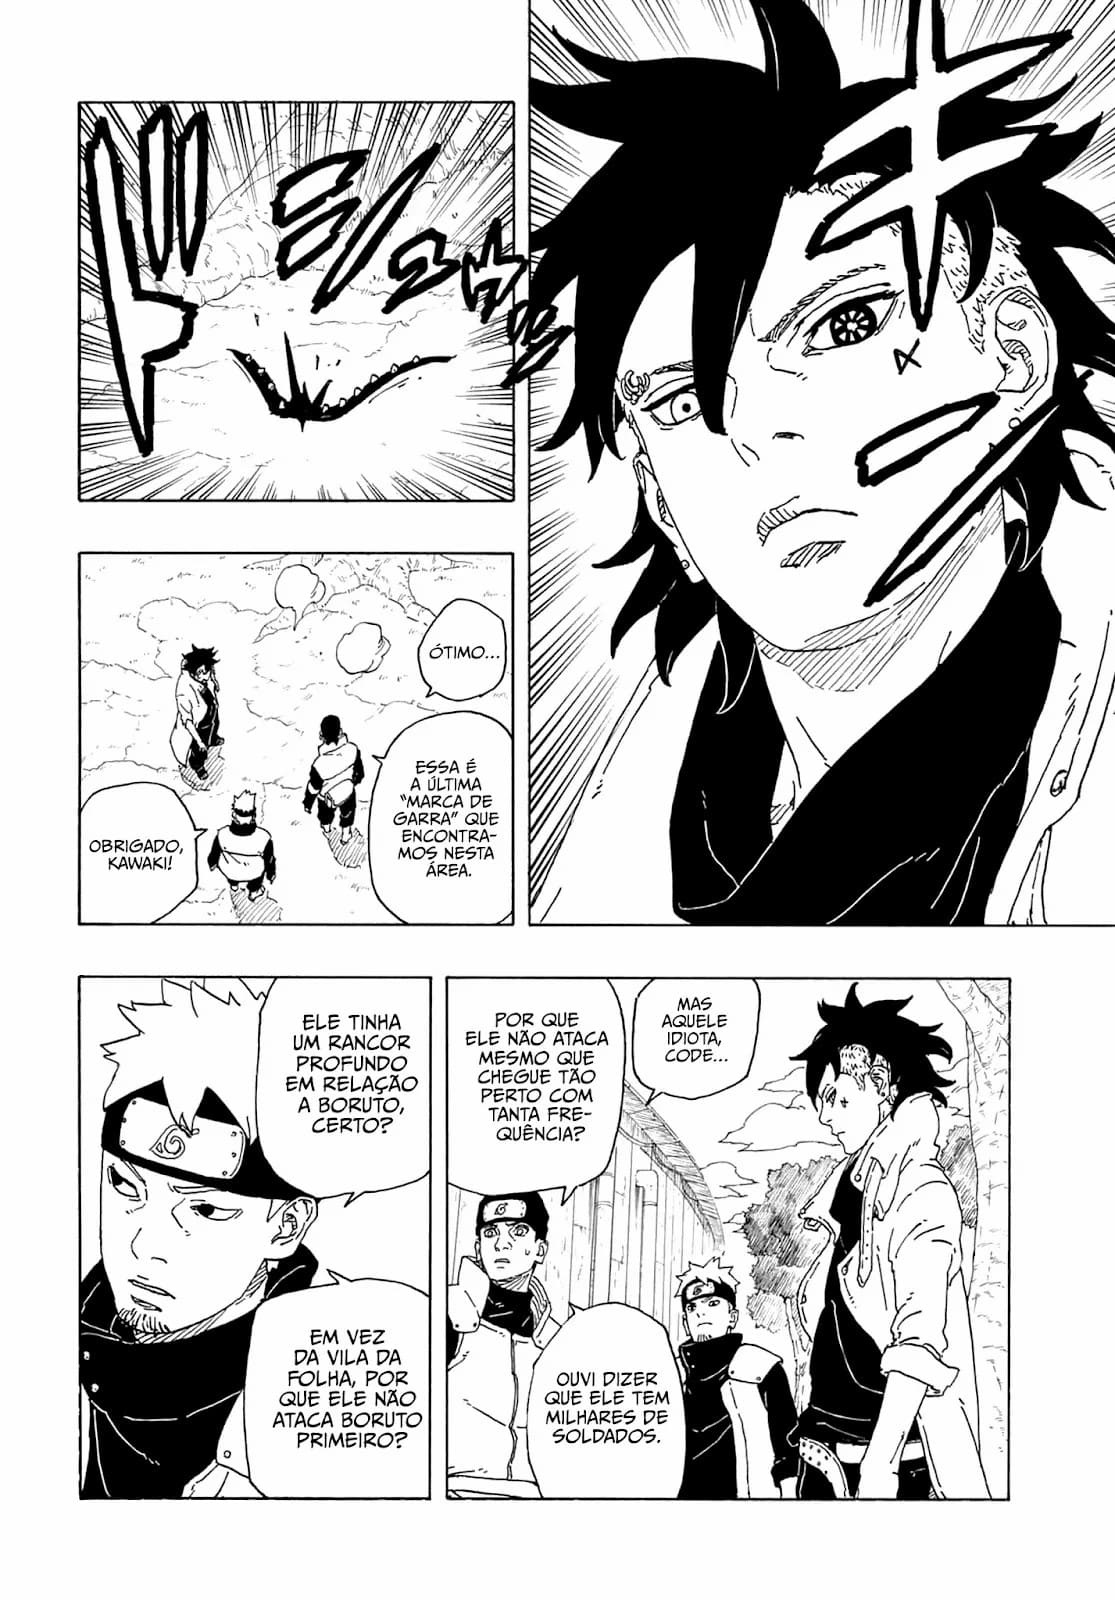 ÓTIMO...
ESSA É
A ÚLTIMA
“MARCA DE
GARRA” QUE
ENCONTRA-
MOS NESTA
ÁREA.
OBRIGADO,
KAWAKI!
MAS
AQUELE
IDIOTA,
CODE...
POR QUE
ELE NÃO ATACA
MESMO QUE
CHEGUE TÃO
PERTO COM
TANTA FRE-
QUÊNCIA?
OUVI DIZER
QUE ELE TEM
MILHARES DE
SOLDADOS.
ELE TINHA
UM RANCOR
PROFUNDO
EM RELAÇÃO
A BORUTO,
CERTO?
EM VEZ
DA VILA DA
FOLHA, POR
QUE ELE NÃO
ATACA BORUTO
PRIMEIRO?